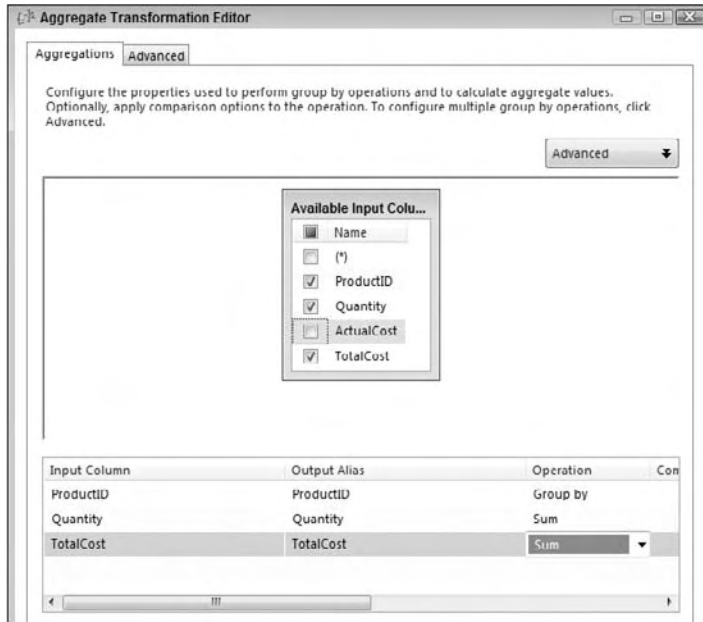 Aggregate Transformation Editor
Aggregations Advanced
Configure the properties used to perform group by operations and to calculate aggregate values.
Optionally, apply comparison options to the operation. To configure multiple group by operations, click
Advanced.
Advanced
Available Input Colu...
Name
(*)
ProductID
Quantity
ActualCost
TotalCost
Input Column Output Alias Operation Con
ProductID ProductID Group by
Quantity Quantity Sum
TotalCost TotalCost Sum